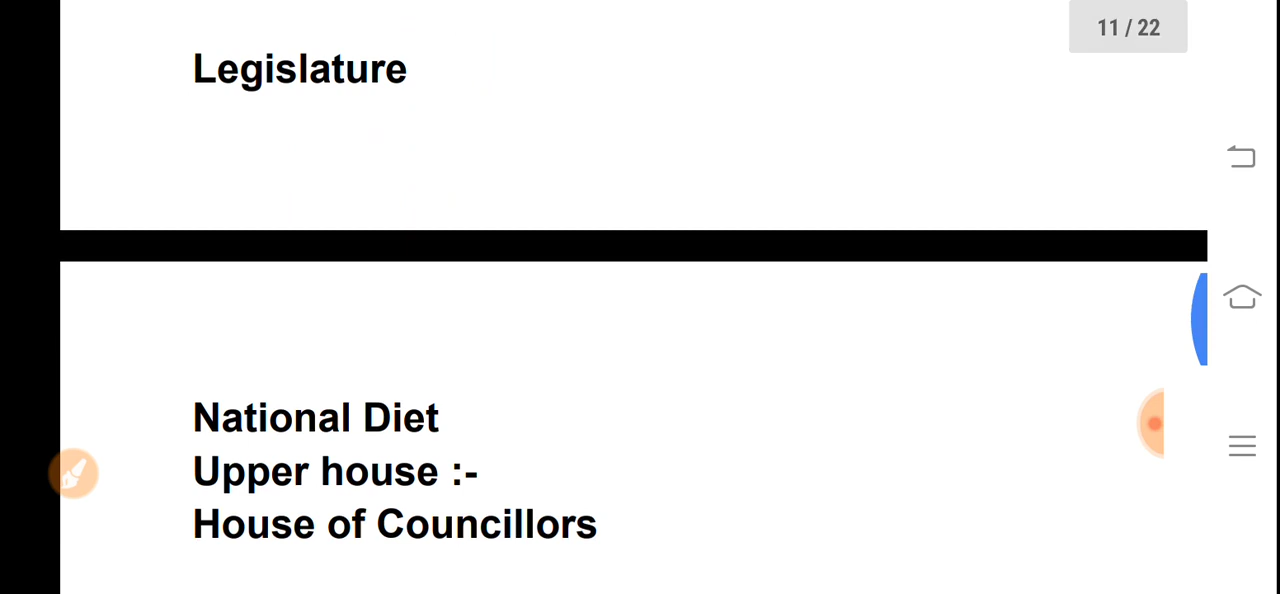 11 / 22
Legislature
National Diet
Upper house :-
House of Councillors